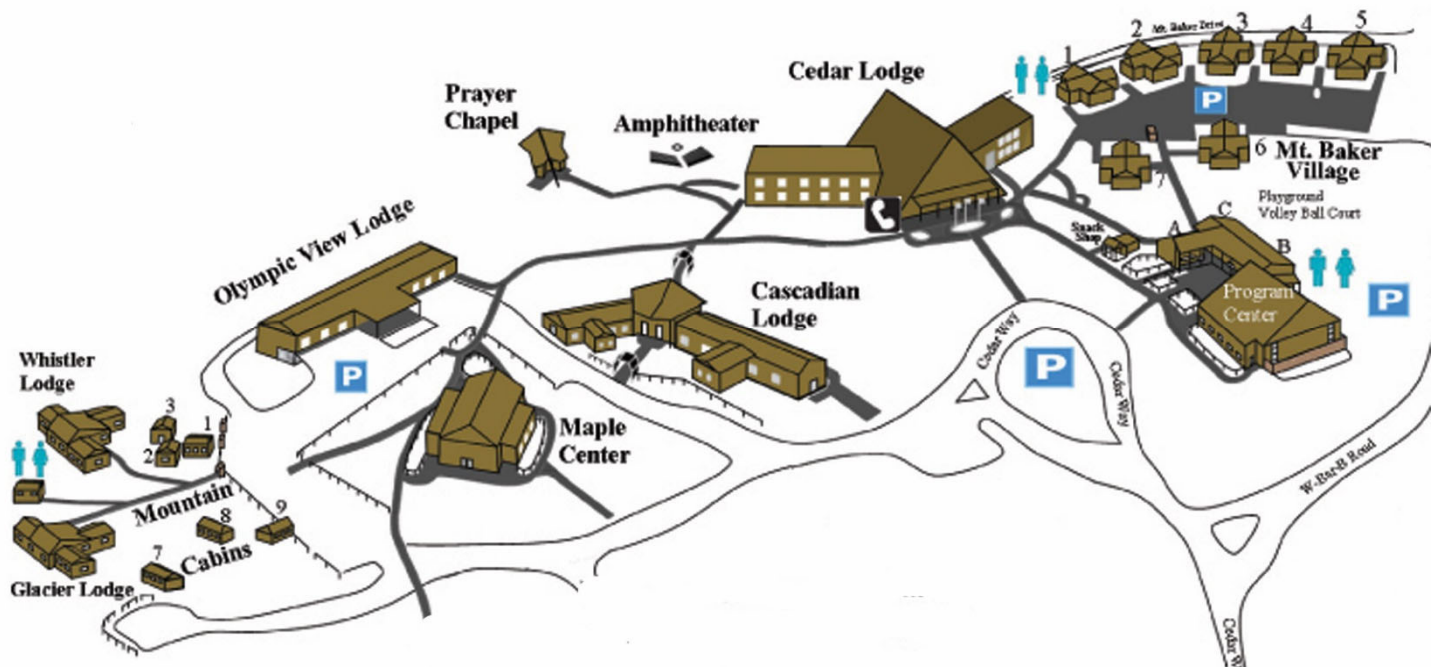 2
Mt. Baker Drive
3
4
5
1
Cedar Lodge
Prayer
Chapel
Amphitheater
P
6
Mt. Baker
Village
7
Playground
Volley Ball Court
C
A
B
Snack
Shop
Olympic View Lodge
Cascadian
Lodge
Program
Center
P
Cedar Way
P
Cedar Way
P
Whistler
Lodge
3
1
2
Maple
Center
W-Bar-B Road
Mountain
Cabins
8
9
7
Glacier Lodge
Cedar W